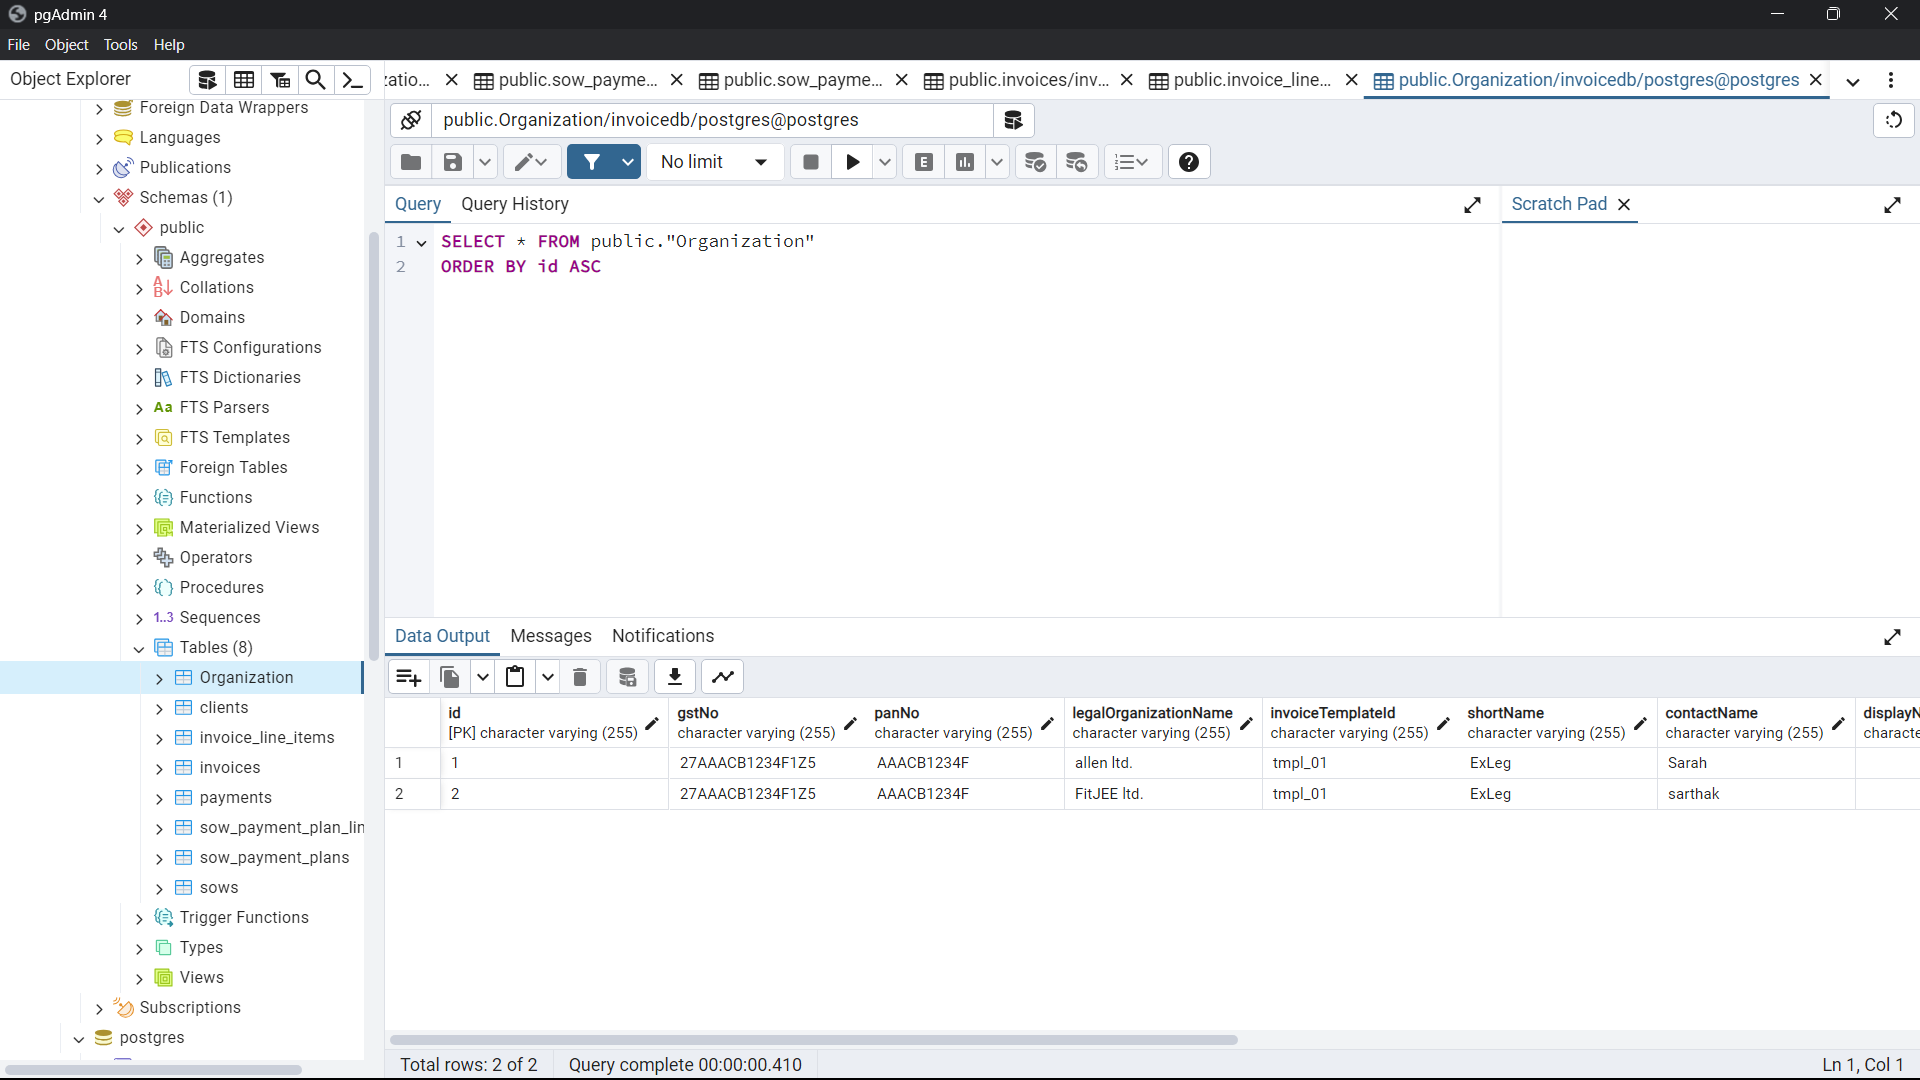 pgAdmin 4
File Object Tools Help
Object Explorer
Foreign Data Wrappers
Languages
Publications
Schemas (1)
public
Aggregates
Collations
Domains
FTS Configurations
FTS Dictionaries
Aa FTS Parsers
FTS Templates
Foreign Tables
Functions
Materialized Views
Operators
Procedures
1..3 Sequences
Tables (8)
Organization
clients
invoice_line_items
invoices
payments
sow_payment_plan_lin
sow_payment_plans
sows
Trigger Functions
Types
Views
Subscriptions
postgres
zatio... public.sow_payme... public.sow_payme... public.invoices/inv... public.invoice_line... public.Organization/invoicedb/postgres@postgres
public.Organization/invoicedb/postgres@postgres
No limit E
Query Query History Scratch Pad
1 SELECT * FROM public."Organization"
2 ORDER BY id ASC
Data Output Messages Notifications
id gstNo panNo legalOrganizationName invoiceTemplateId shortName contactName displayN
[PK] character varying (255) character varying (255) character varying (255) character varying (255) character varying (255) character varying (255) character varying (255) characte
1 1 27AAACB1234F1Z5 AAACB1234F allen ltd. tmpl_01 ExLeg Sarah
2 2 27AAACB1234F1Z5 AAACB1234F FitJEE ltd. tmpl_01 ExLeg sarthak
Total rows: 2 of 2 Query complete 00:00:00.410 Ln 1, Col 1